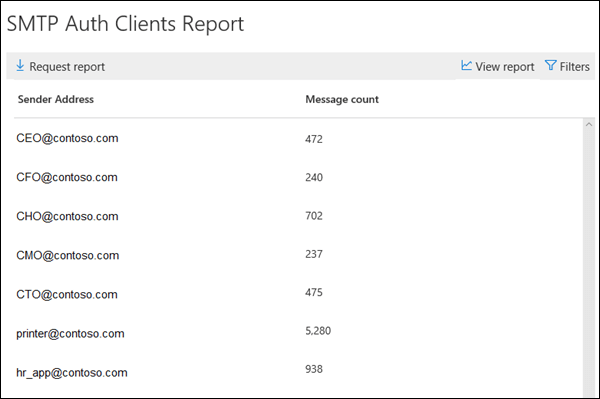 SMTP Auth Clients Report
Request report View report Filters
Sender Address Message count
CEO@contoso.com 472
CFO@contoso.com 240
CHO@contoso.com 702
CMO@contoso.com 237
CTO@contoso.com 475
printer@contoso.com 5,280
hr_app@contoso.com 938